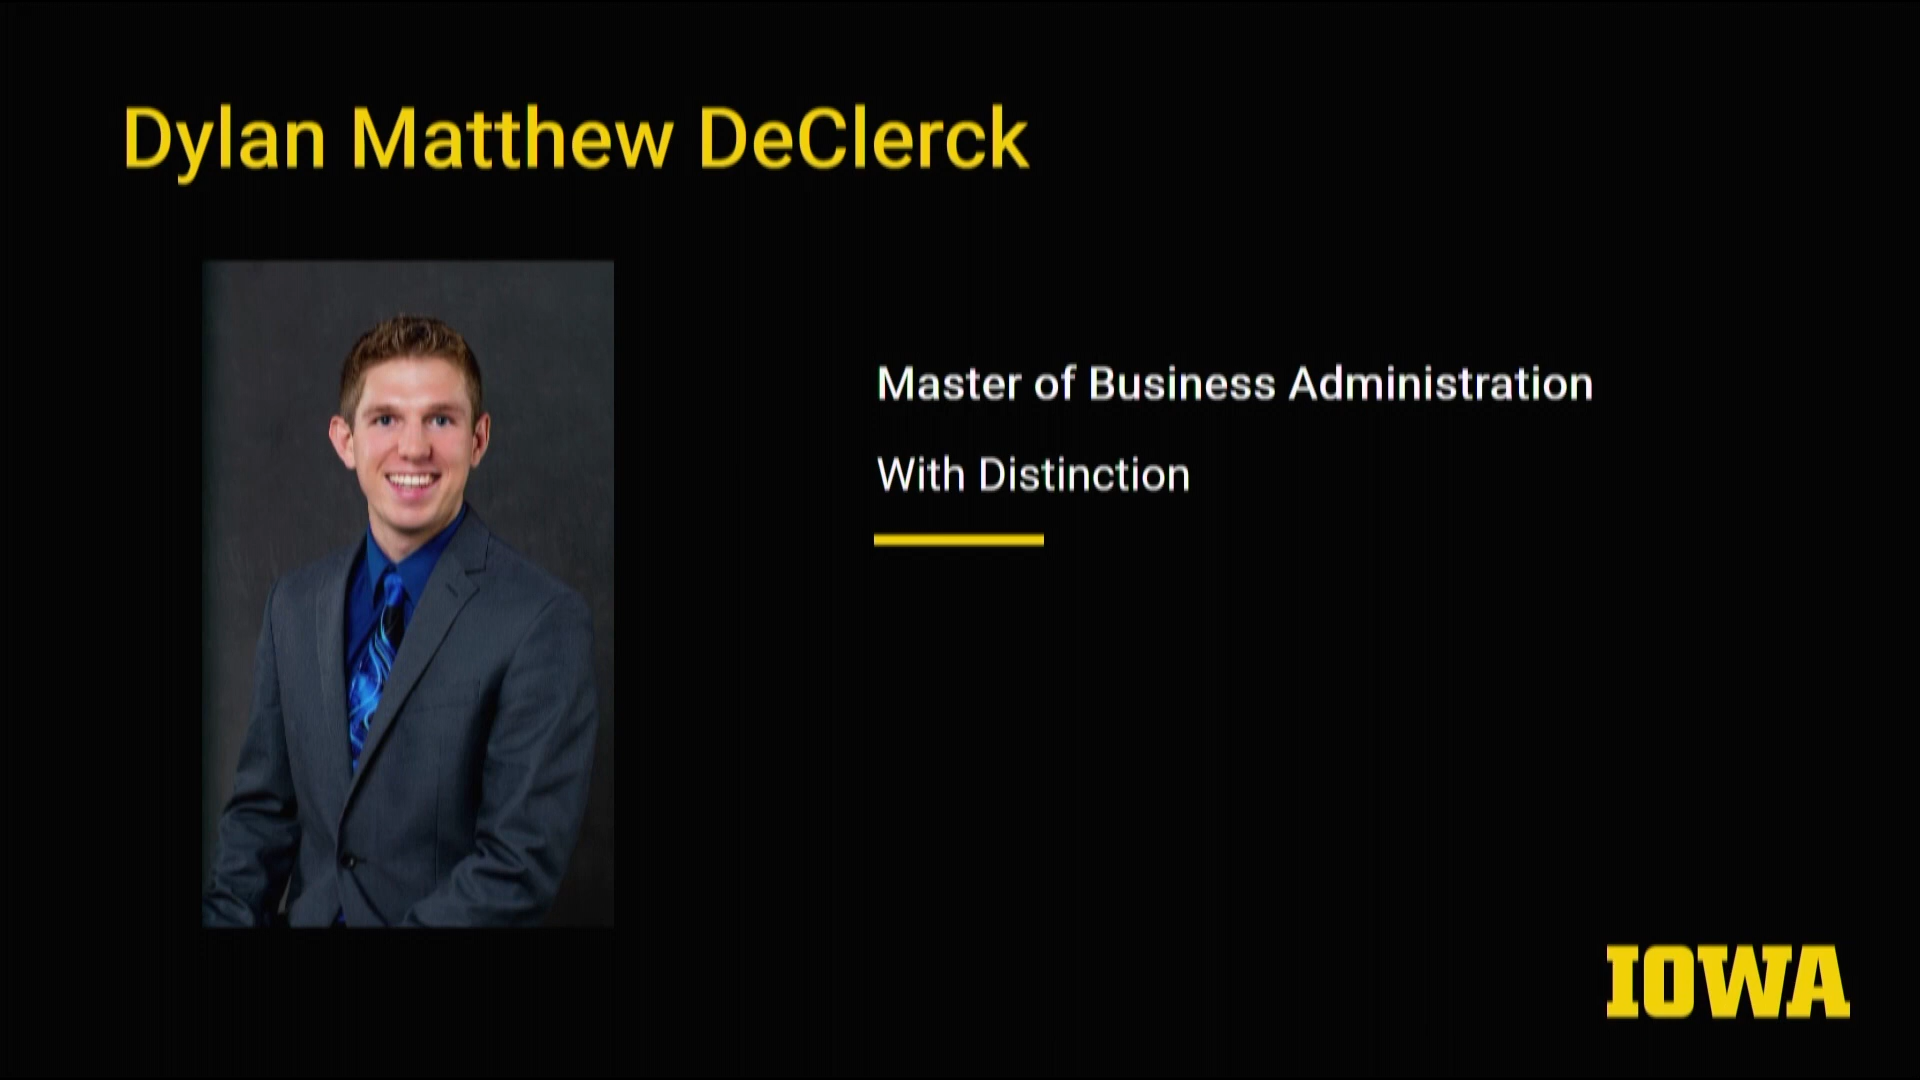 Dylan Matthew DeClerck
Master of Business Administration
With Distinction
IOWA